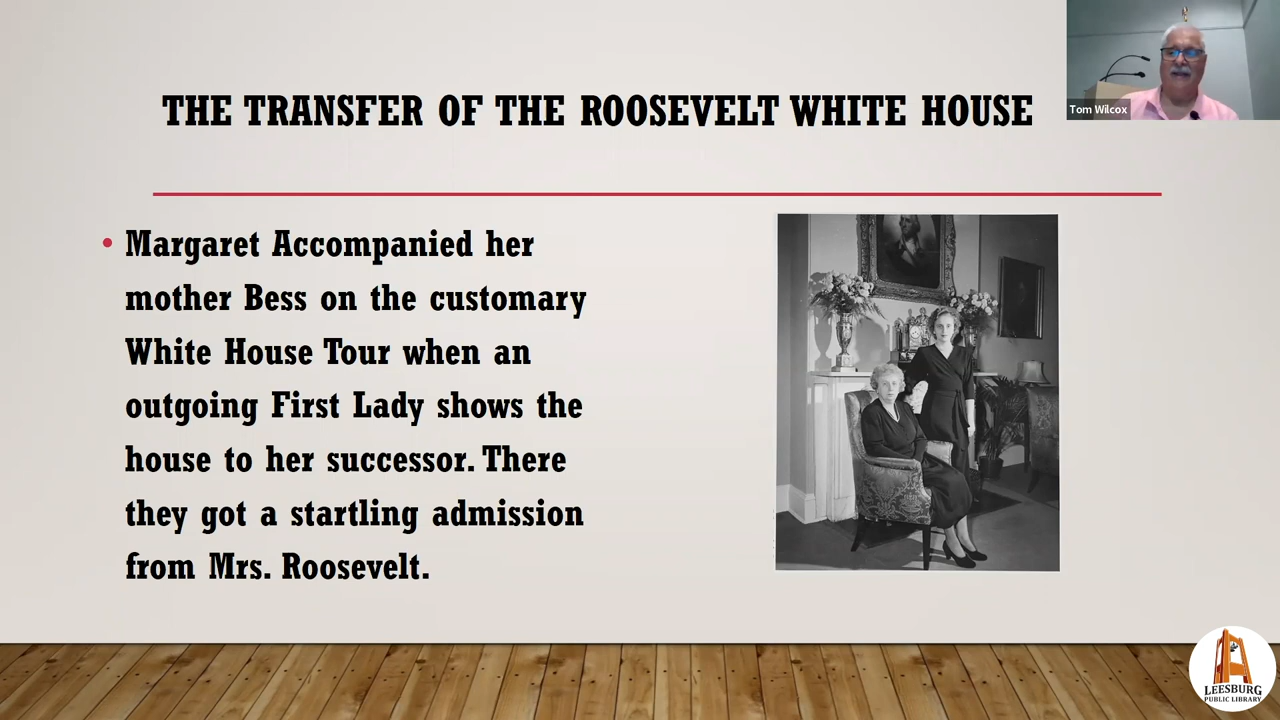 THE TRANSFER OF THE ROOSEVELT WHITE HOUSE
Tom Wilcox
• Margaret Accompanied her
mother Bess on the customary
White House Tour when an
outgoing First Lady shows the
house to her successor. There
they got a startling admission
from Mrs. Roosevelt.
LEESBURG
PUBLIC LIBRARY